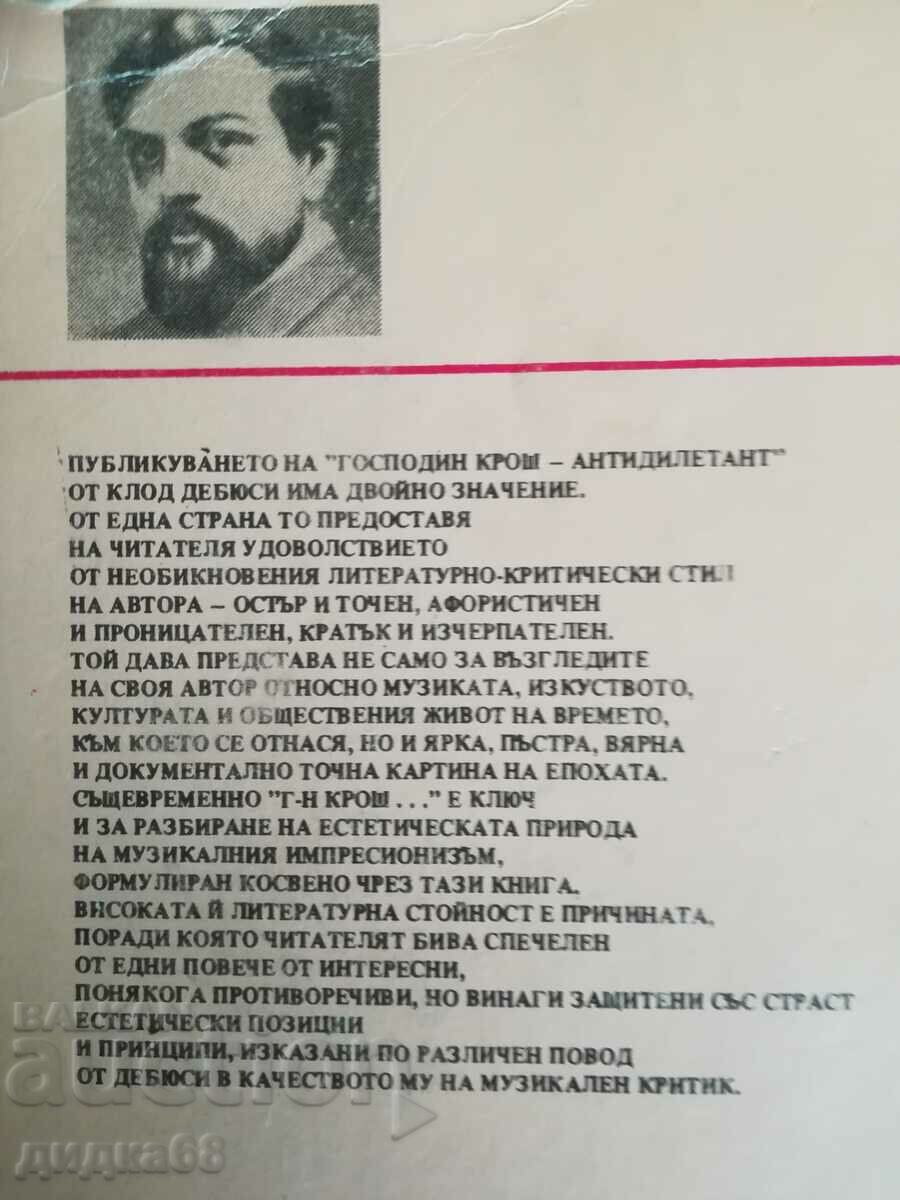 ПУБЛИКУВАНЕТО НА "ГОСПОДИН КРОШ – АНТИДИЛЕТАНТ"
ОТ КЛОД ДЕБЮСИ ИМА ДВОЙНО ЗНАЧЕНИЕ.
ОТ ЕДНА СТРАНА ТО ПРЕДОСТАВЯ
НА ЧИТАТЕЛЯ УДОВОЛСТВИЕТО
ОТ НЕОБИКНОВЕНИЯ ЛИТЕРАТУРНО-КРИТИЧЕСКИ СТИЛ
НА АВТОРА – ОСТЪР И ТОЧЕН, АФОРИСТИЧЕН
И ПРОНИЦАТЕЛЕН, КРАТЪК И ИЗЧЕРПАТЕЛЕН.
ТОЙ ДАВА ПРЕДСТАВА НЕ САМО ЗА ВЪЗГЛЕДИТЕ
НА СВОЯ АВТОР ОТНОСНО МУЗИКАТА, ИЗКУСТВОТО,
КУЛТУРАТА И ОБЩЕСТВЕНИЯ ЖИВОТ НА ВРЕМЕТО,
КЪМ КОЕТО СЕ ОТНАСЯ, НО И ЯРКА, ПЪСТРА, ВЯРНА
И ДОКУМЕНТАЛНО ТОЧНА КАРТИНА НА ЕПОХАТА.
СЪЩЕВРЕМЕННО "Г-Н КРОШ . . ." Е КЛЮЧ
И ЗА РАЗБИРАНЕ НА ЕСТЕТИЧЕСКАТА ПРИРОДА
НА МУЗИКАЛНИЯ ИМПРЕСИОНИЗЪМ,
ФОРМУЛИРАН КОСВЕНО ЧРЕЗ ТАЗИ КНИГА.
ВИСОКАТА Й ЛИТЕРАТУРНА СТОЙНОСТ Е ПРИЧИНАТА,
ПОРАДИ КОЯТО ЧИТАТЕЛЯТ БИВА СПЕЧЕЛЕН
ОТ ЕДНИ ПОВЕЧЕ ОТ ИНТЕРЕСНИ,
ПОНЯКОГА ПРОТИВОРЕЧИВИ, НО ВИНАГИ ЗАЩИТЕНИ СЪС СТРАСТ
ЕСТЕТИЧЕСКИ ПОЗИЦИИ
И ПРИНЦИПИ, ИЗКАЗАНИ ПО РАЗЛИЧЕН ПОВОД
ОТ ДЕБЮСИ В КАЧЕСТВОТО МУ НА МУЗИКАЛЕН КРИТИК.
auction
дидка68